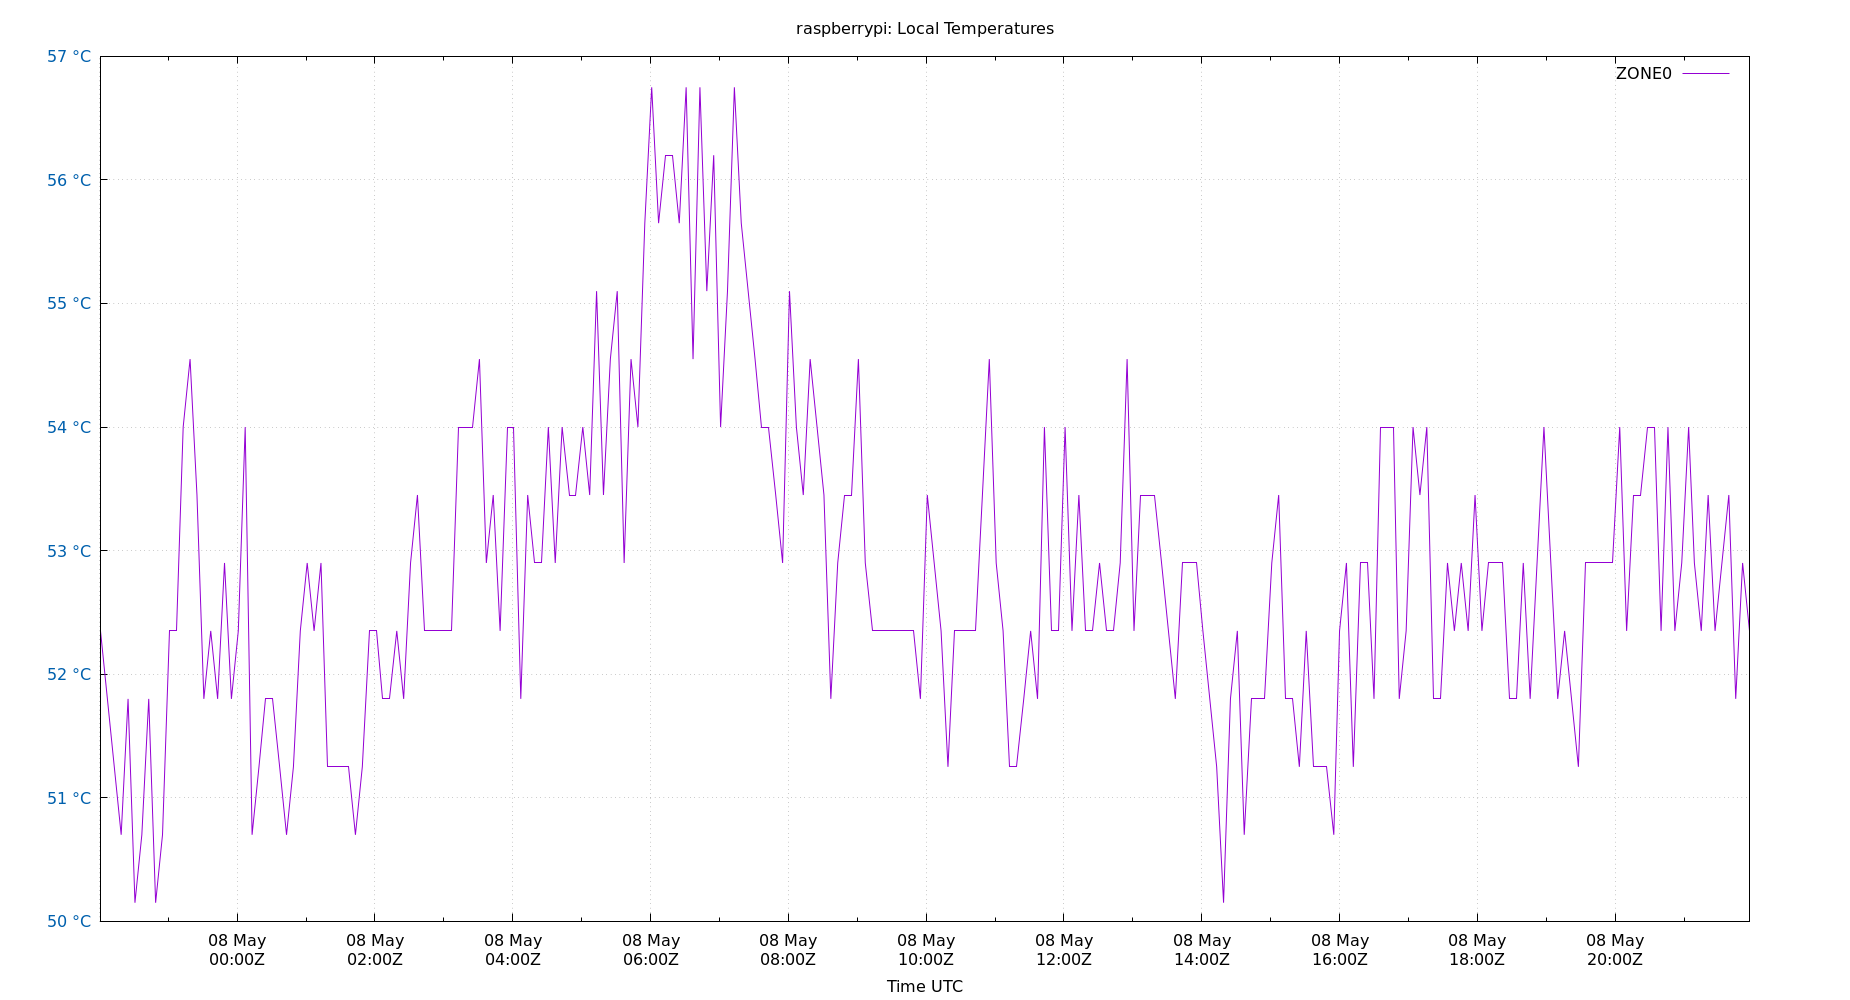 raspberrypi: Local Temperatures
57 °C
ZONE0
56 °C
55 °C
54 °C
53 °C
52 °C
51 °C
50 °C
08 May 08 May 08 May 08 May 08 May 08 May 08 May 08 May 08 May 08 May 08 May
00:00Z 02:00Z 04:00Z 06:00Z 08:00Z 10:00Z 12:00Z 14:00Z 16:00Z 18:00Z 20:00Z
Time UTC